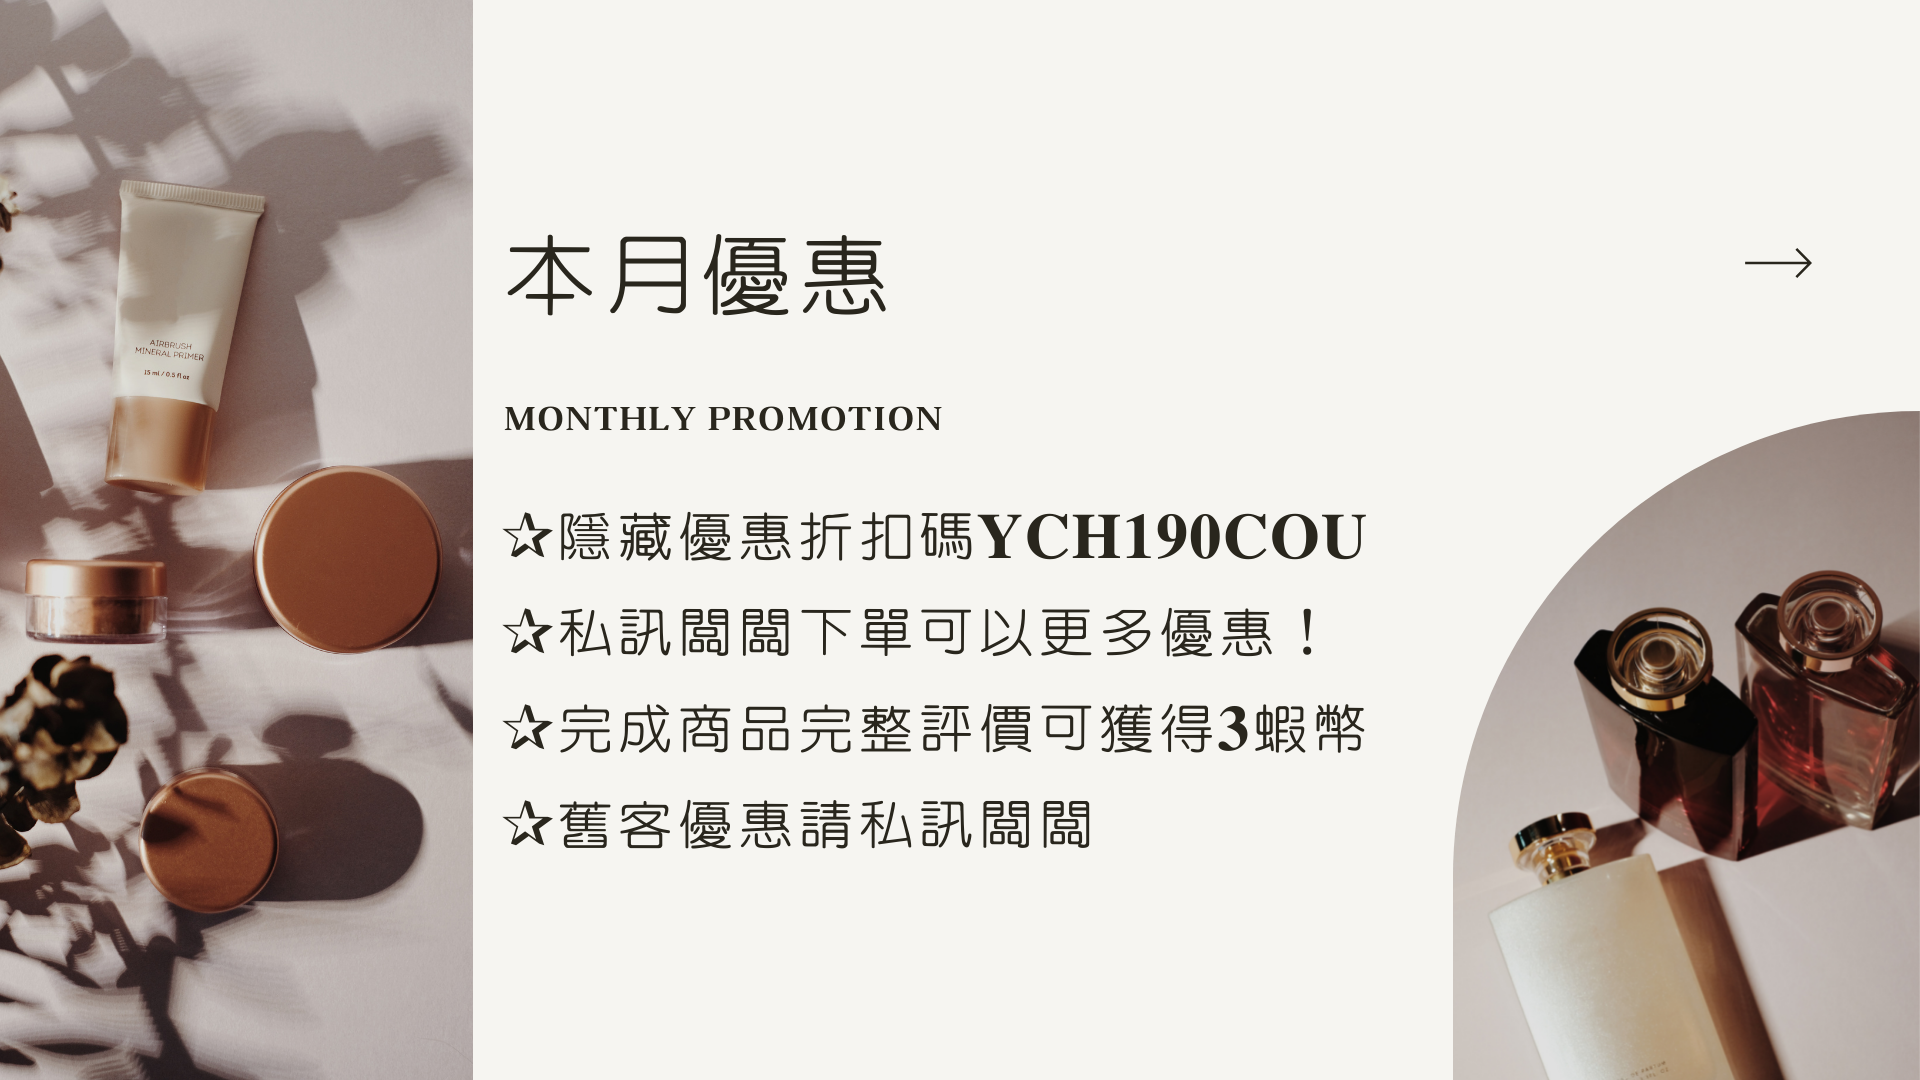 本月優惠
MONTHLY PROMOTION
☆隱藏優惠折扣碼YCH190COU
☆私訊闆闆下單可以更多優惠！
☆完成商品完整評價可獲得3蝦幣
☆舊客優惠請私訊闆闆
AIRBRUSH
MINERAL PRIMER
15 ml / 0.5 fl oz